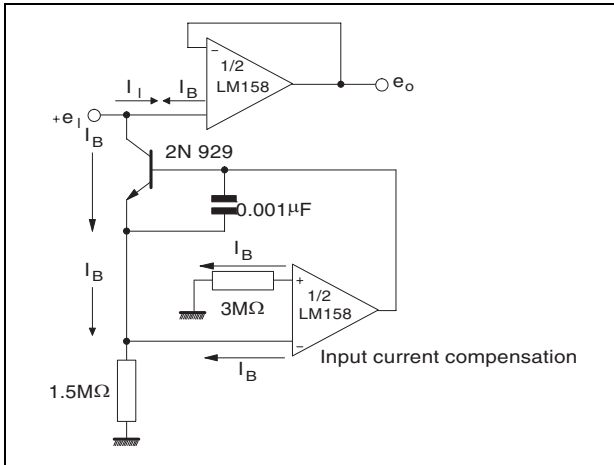 1/2
LM158
−
I_I
I_B
e_o
+e_I
I_B
2N 929
0.001µF
I_B
I_B
+
1/2
LM158
3MΩ
−
Input current compensation
I_B
1.5MΩ